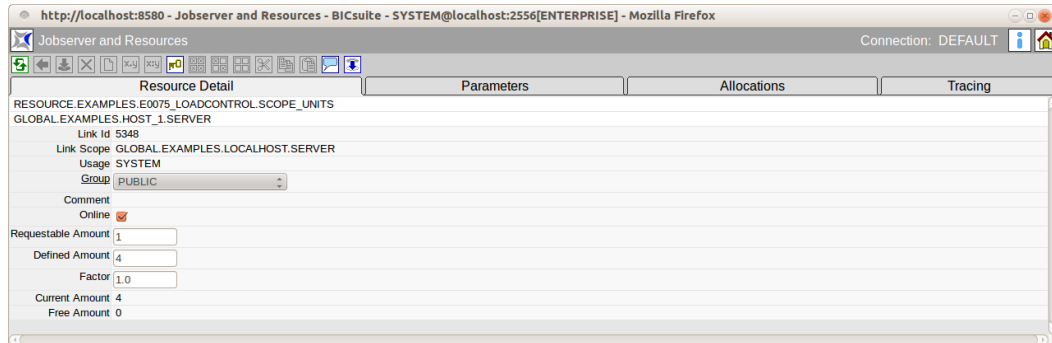 http://localhost:8580 - Jobserver and Resources - BICsuite - SYSTEM@localhost:2556[ENTERPRISE] - Mozilla Firefox
Jobserver and Resources Connection: DEFAULT
Resource Detail Parameters Allocations Tracing
RESOURCE.EXAMPLES.E0075_LOADCONTROL.SCOPE_UNITS
GLOBAL.EXAMPLES.HOST_1.SERVER
Link Id 5348
Link Scope GLOBAL.EXAMPLES.LOCALHOST.SERVER
Usage SYSTEM
Group PUBLIC
Comment
Online
Requestable Amount 1
Defined Amount 4
Factor 1.0
Current Amount 4
Free Amount 0